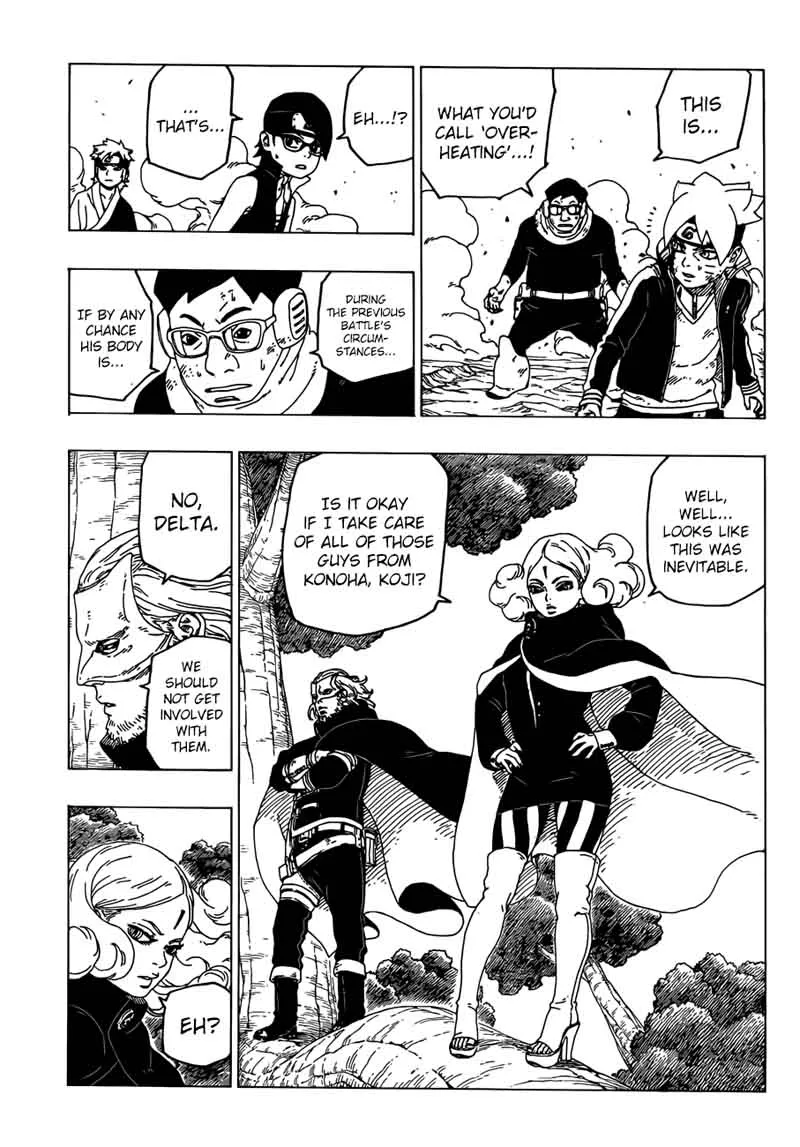 THIS
IS...
WHAT YOU'D
CALL 'OVER-
HEATING'...!
EH...!?
...
THAT'S...
DURING
THE PREVIOUS
BATTLE'S
CIRCUM-
STANCES...
IF BY ANY
CHANCE
HIS BODY
IS...
WELL,
WELL...
LOOKS LIKE
THIS WAS
INEVITABLE.
IS IT OKAY
IF I TAKE CARE
OF ALL OF THOSE
GUYS FROM
KONOHA, KOJI?
NO,
DELTA.
WE
SHOULD
NOT GET
INVOLVED
WITH
THEM.
EH?